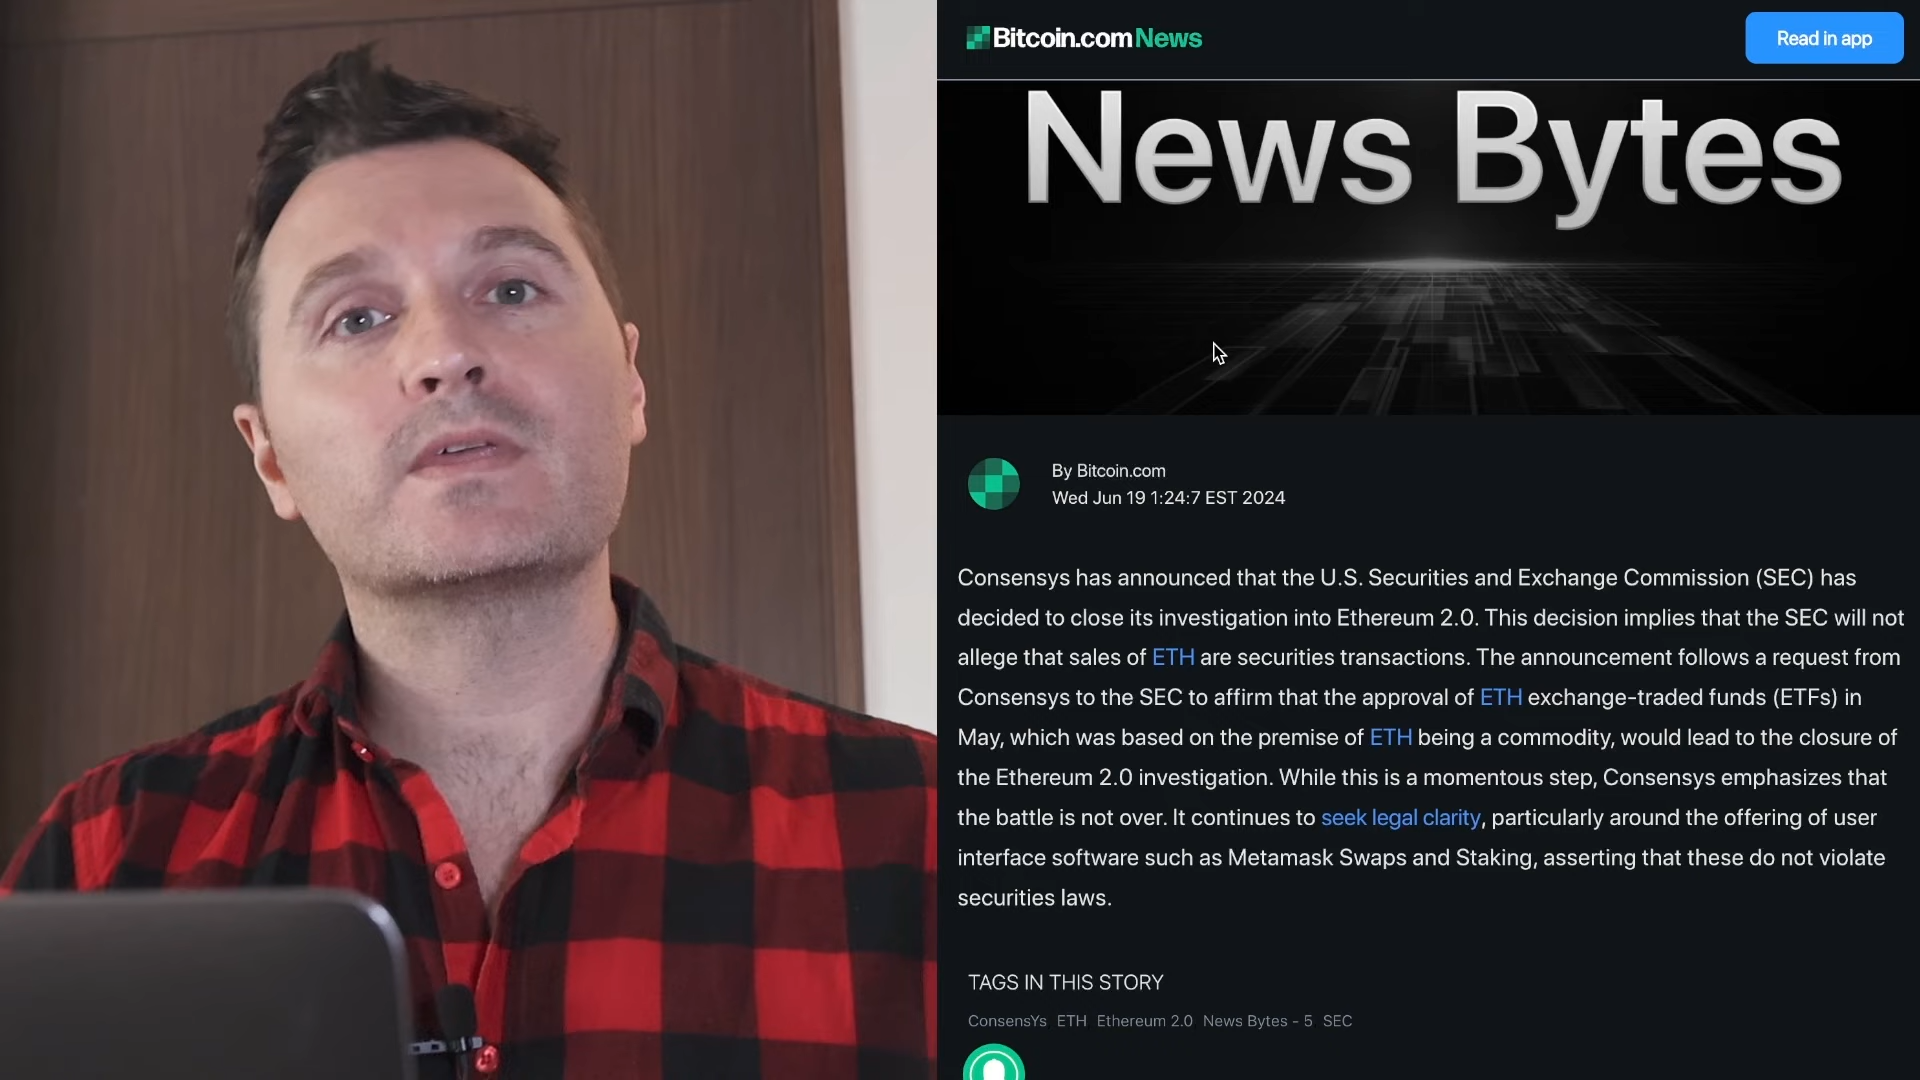 Bitcoin.com News
Read in app
News Bytes
By Bitcoin.com
Wed Jun 19 1:24:7 EST 2024
Consensys has announced that the U.S. Securities and Exchange Commission (SEC) has
decided to close its investigation into Ethereum 2.0. This decision implies that the SEC will not
allege that sales of ETH are securities transactions. The announcement follows a request from
Consensys to the SEC to affirm that the approval of ETH exchange-traded funds (ETFs) in
May, which was based on the premise of ETH being a commodity, would lead to the closure of
the Ethereum 2.0 investigation. While this is a momentous step, Consensys emphasizes that
the battle is not over. It continues to seek legal clarity, particularly around the offering of user
interface software such as Metamask Swaps and Staking, asserting that these do not violate
securities laws.
TAGS IN THIS STORY
ConsensYs ETH Ethereum 2.0 News Bytes - 5 SEC